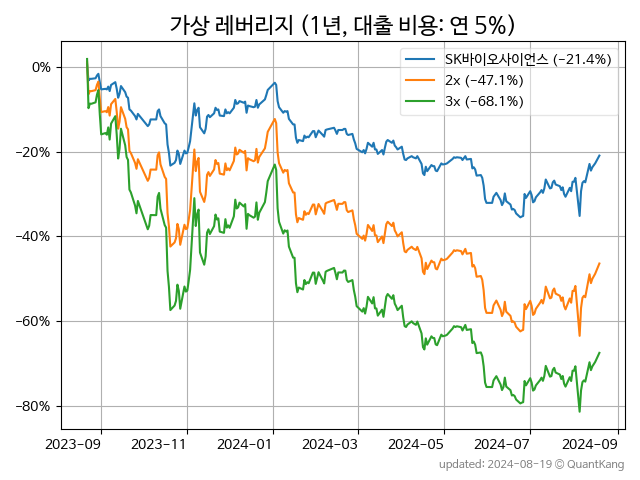 가상 레버리지 (1년, 대출 비용: 연 5%)
SK바이오사이언스 (−21.4%)
2x (−47.1%)
3x (−68.1%)
0%
−20%
−40%
−60%
−80%
2023-09 2023-11 2024-01 2024-03 2024-05 2024-07 2024-09
updated: 2024-08-19 © QuantKang